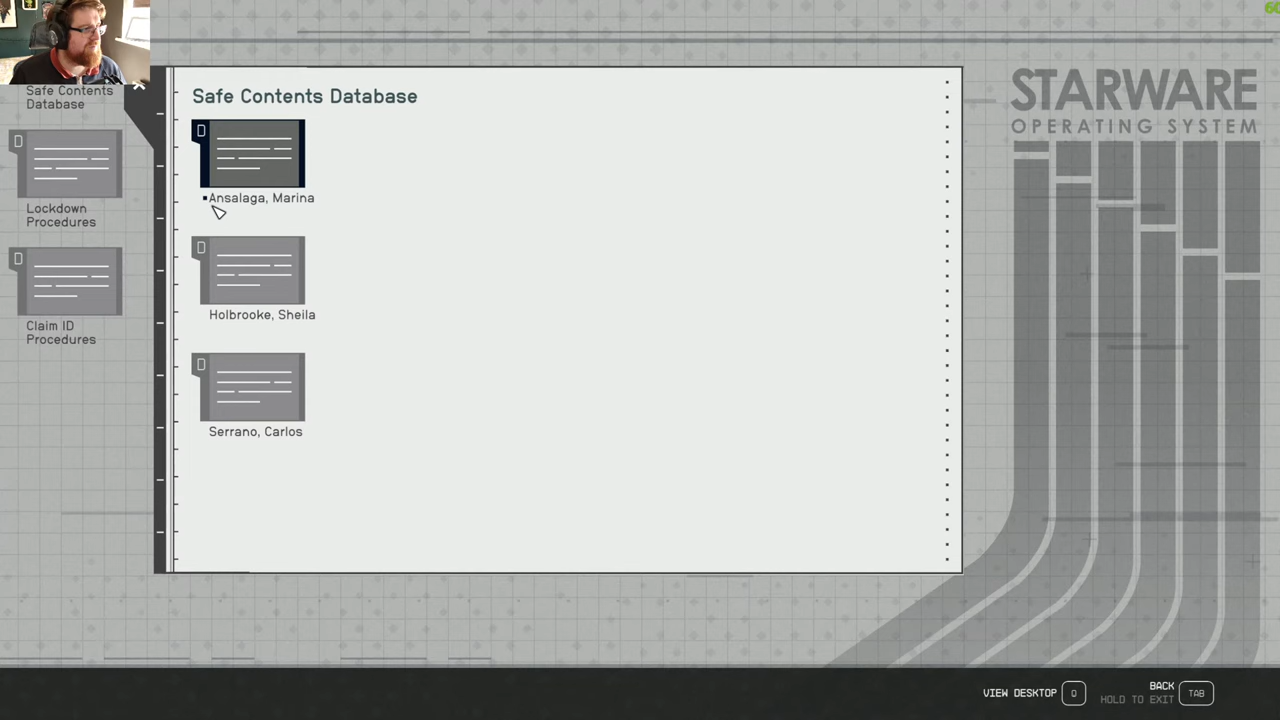 60
Safe Contents
Database
Lockdown
Procedures
Claim ID
Procedures
Safe Contents Database
Ansalaga, Marina
Holbrooke, Sheila
Serrano, Carlos
STARWARE
OPERATING SYSTEM
VIEW DESKTOP Q
BACK
HOLD TO EXIT TAB